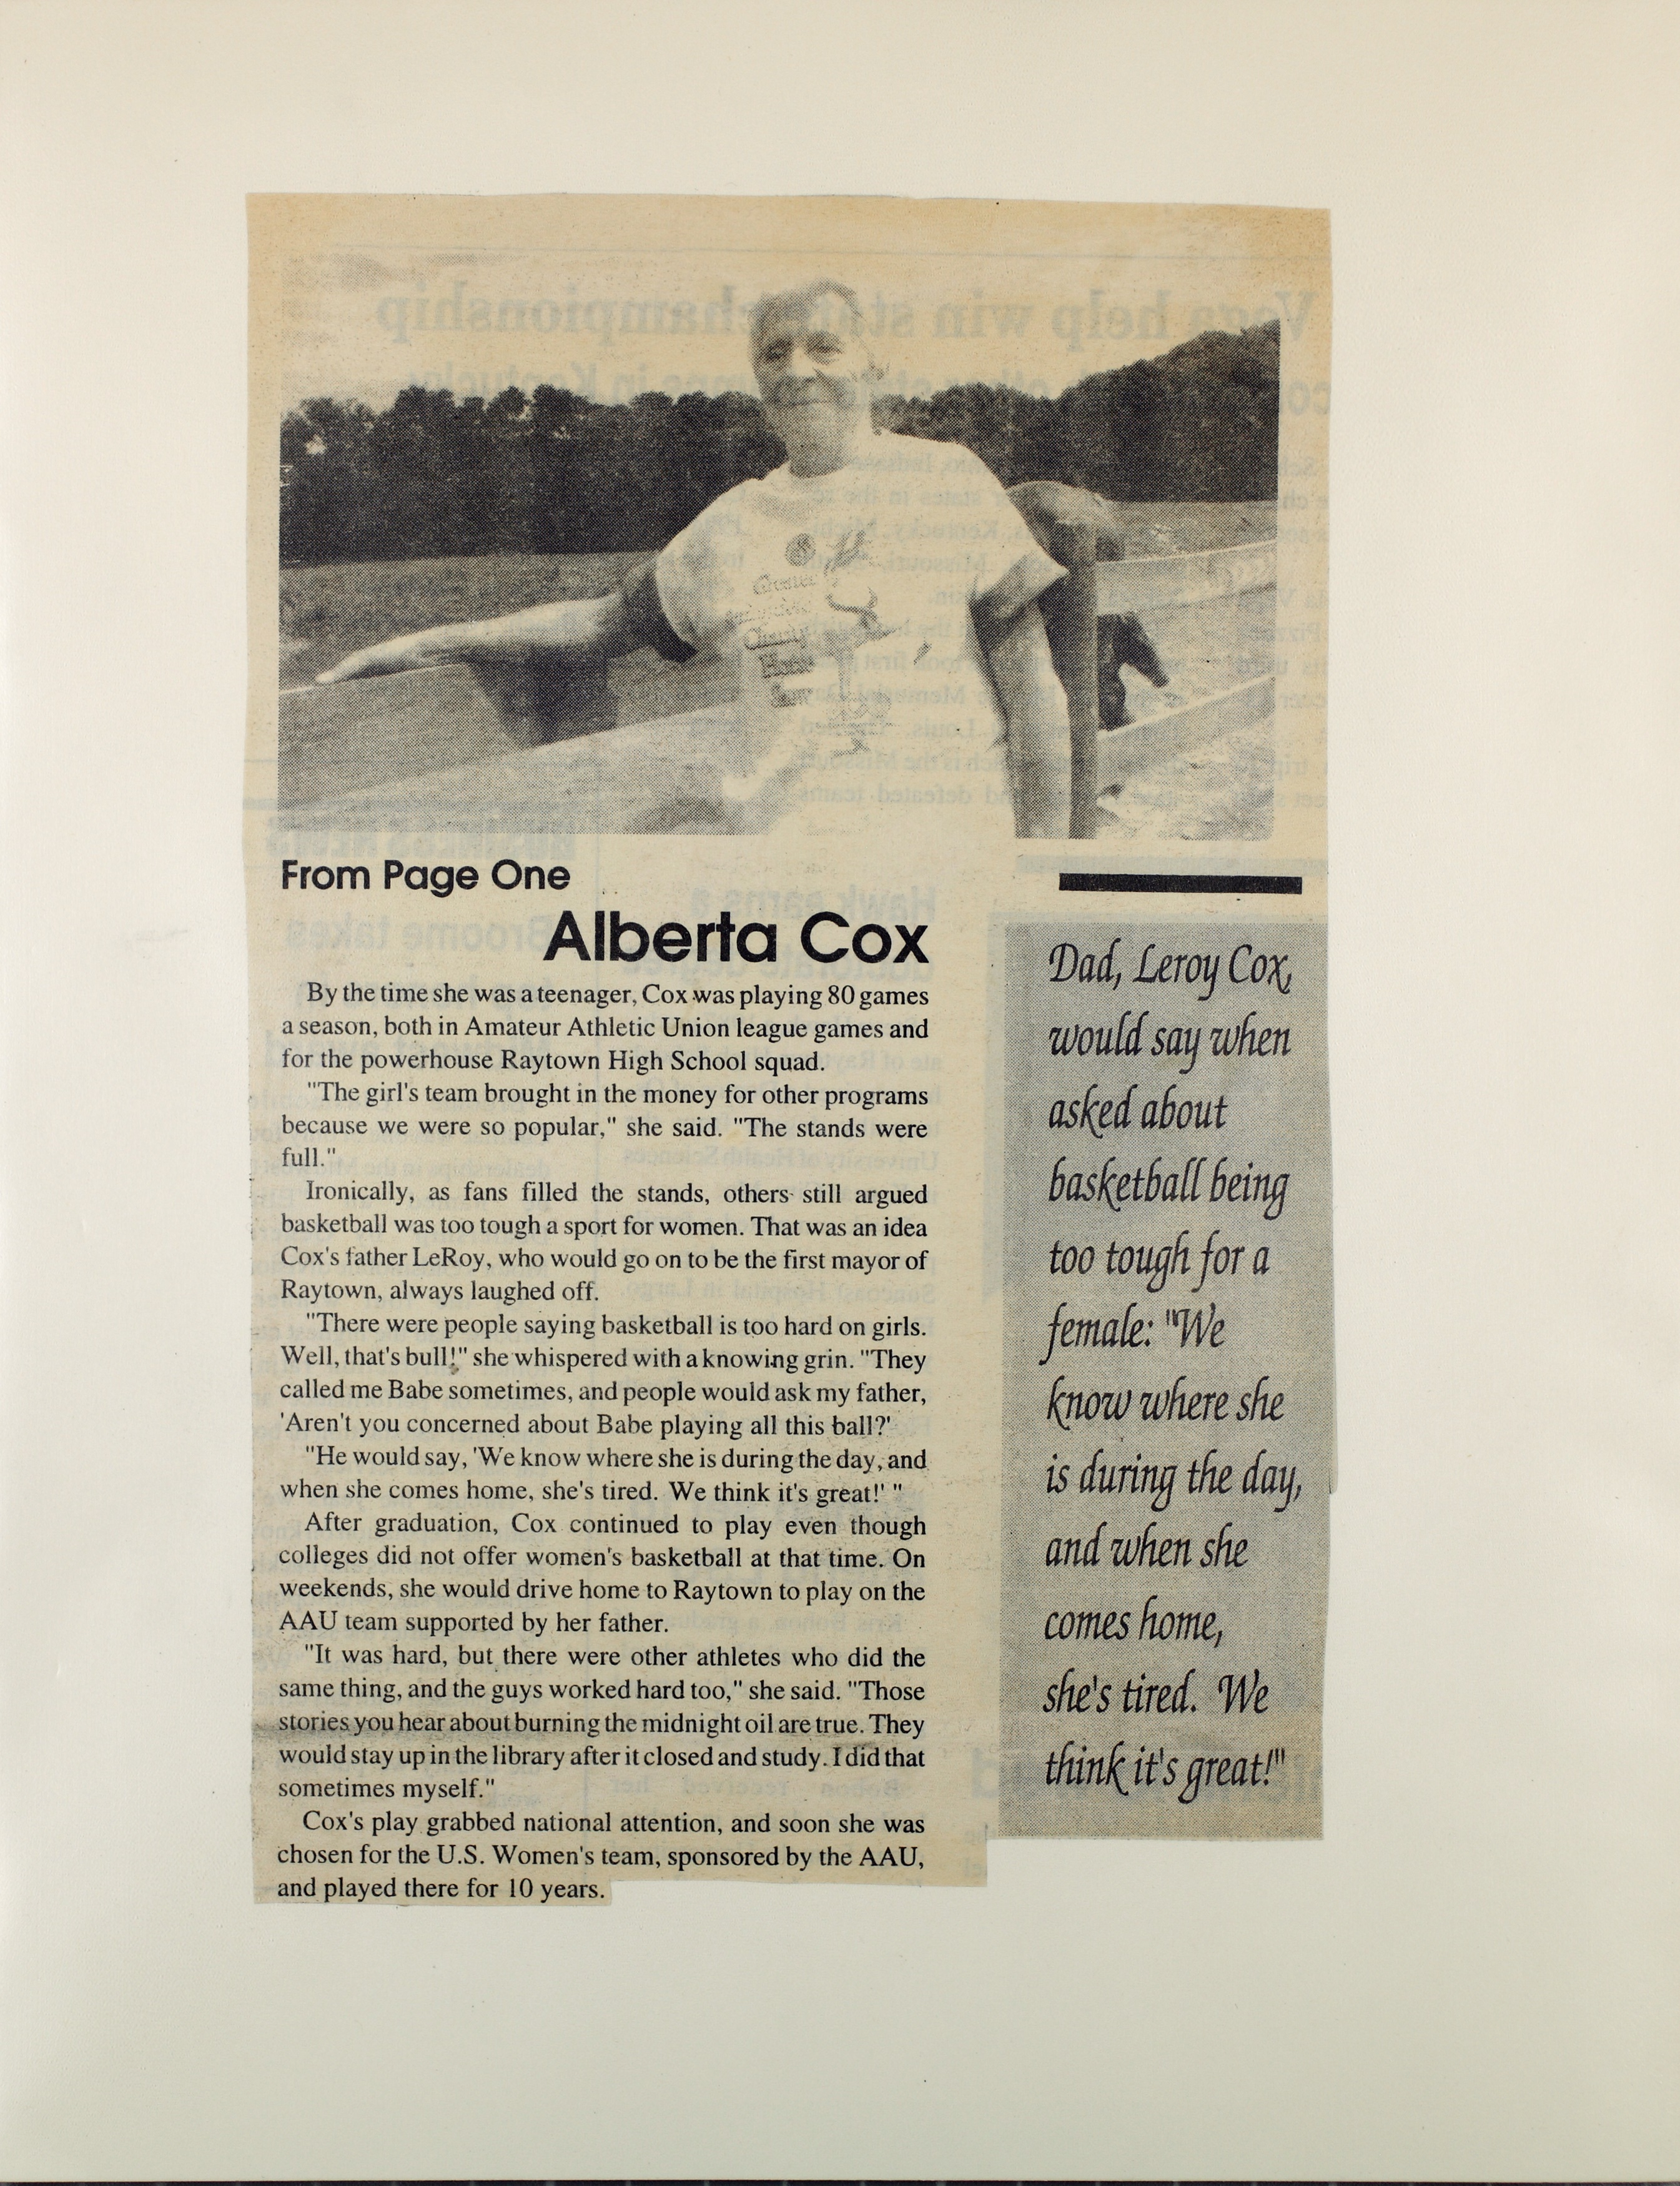 From Page One
Alberta Cox
By the time she was a teenager, Cox was playing 80 games
a season, both in Amateur Athletic Union league games and
for the powerhouse Raytown High School squad.
"The girl's team brought in the money for other programs
because we were so popular," she said. "The stands were
full."
Ironically, as fans filled the stands, others still argued
basketball was too tough a sport for women. That was an idea
Cox's father LeRoy, who would go on to be the first mayor of
Raytown, always laughed off.
"There were people saying basketball is too hard on girls.
Well, that's bull!" she whispered with a knowing grin. "They
called me Babe sometimes, and people would ask my father,
'Aren't you concerned about Babe playing all this ball?'
"He would say, 'We know where she is during the day, and
when she comes home, she's tired. We think it's great!' "
After graduation, Cox continued to play even though
colleges did not offer women's basketball at that time. On
weekends, she would drive home to Raytown to play on the
AAU team supported by her father.
"It was hard, but there were other athletes who did the
same thing, and the guys worked hard too," she said. "Those
stories you hear about burning the midnight oil are true. They
would stay up in the library after it closed and study. I did that
sometimes myself."
Cox's play grabbed national attention, and soon she was
chosen for the U.S. Women's team, sponsored by the AAU,
and played there for 10 years.
Dad, Leroy Cox,
would say when
asked about
basketball being
too tough for a
female: "We
know where she
is during the day,
and when she
comes home,
she's tired. We
think it's great!"